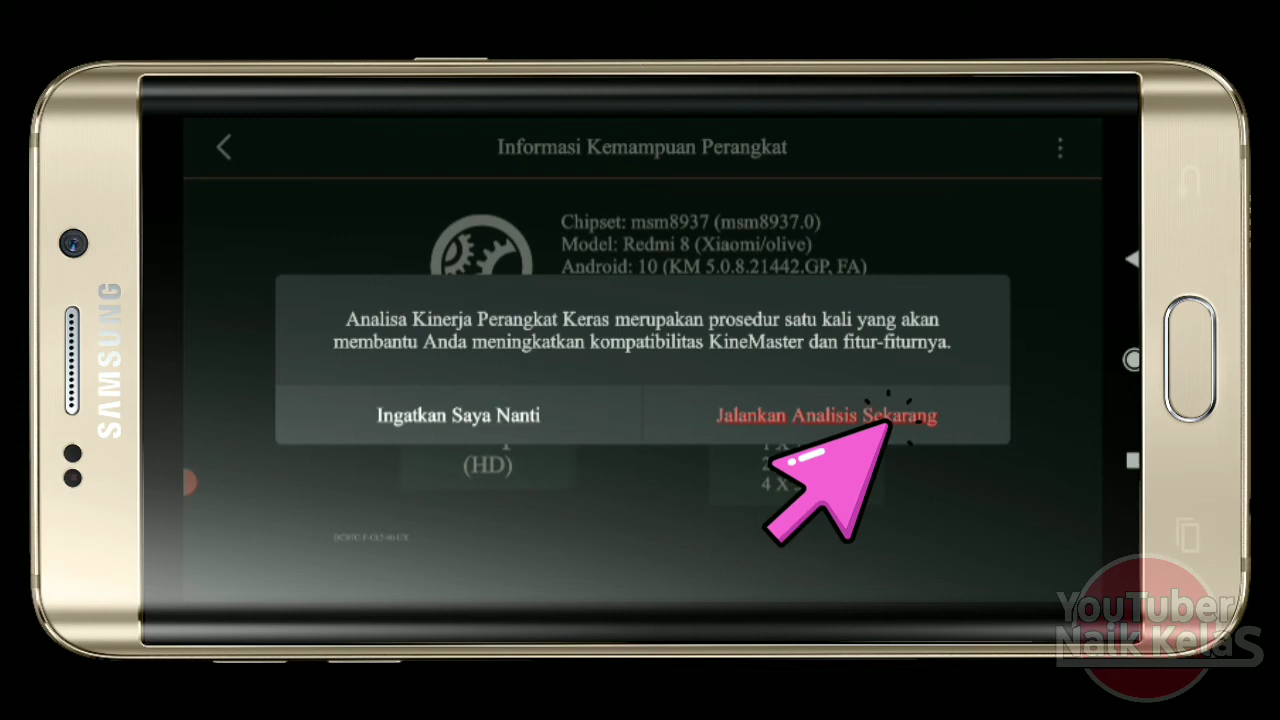 Informasi Kemampuan Perangkat
Chipset: msm8937 (msm8937.0)
Model: Redmi 8 (Xiaomi/olive)
Android: 10 (KM 5.0.8.21442.GP, FA)
Analisa Kinerja Perangkat Keras merupakan prosedur satu kali yang akan
membantu Anda meningkatkan kompatibilitas KineMaster dan fitur-fiturnya.
Ingatkan Saya Nanti
Jalankan Analisis Sekarang
(HD)
4 X
SAMSUNG
YouTuber
Naik Kelas